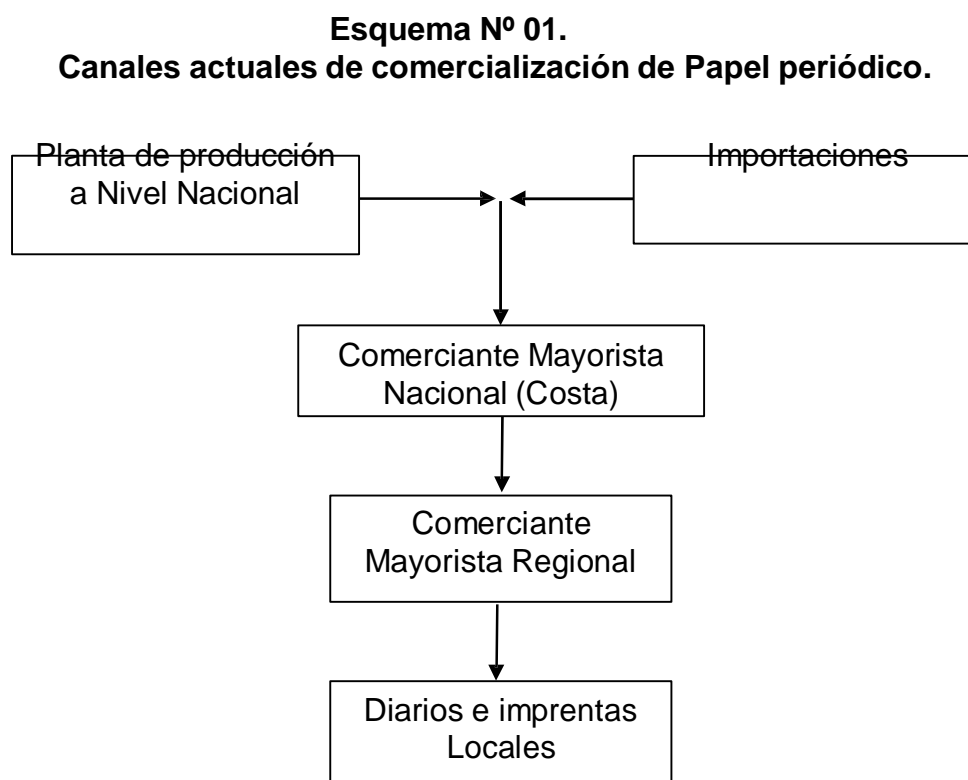 Esquema Nº 01.
Canales actuales de comercialización de Papel periódico.
Planta de producción
a Nivel Nacional
Importaciones
Comerciante Mayorista
Nacional (Costa)
Comerciante
Mayorista Regional
Diarios e imprentas
Locales